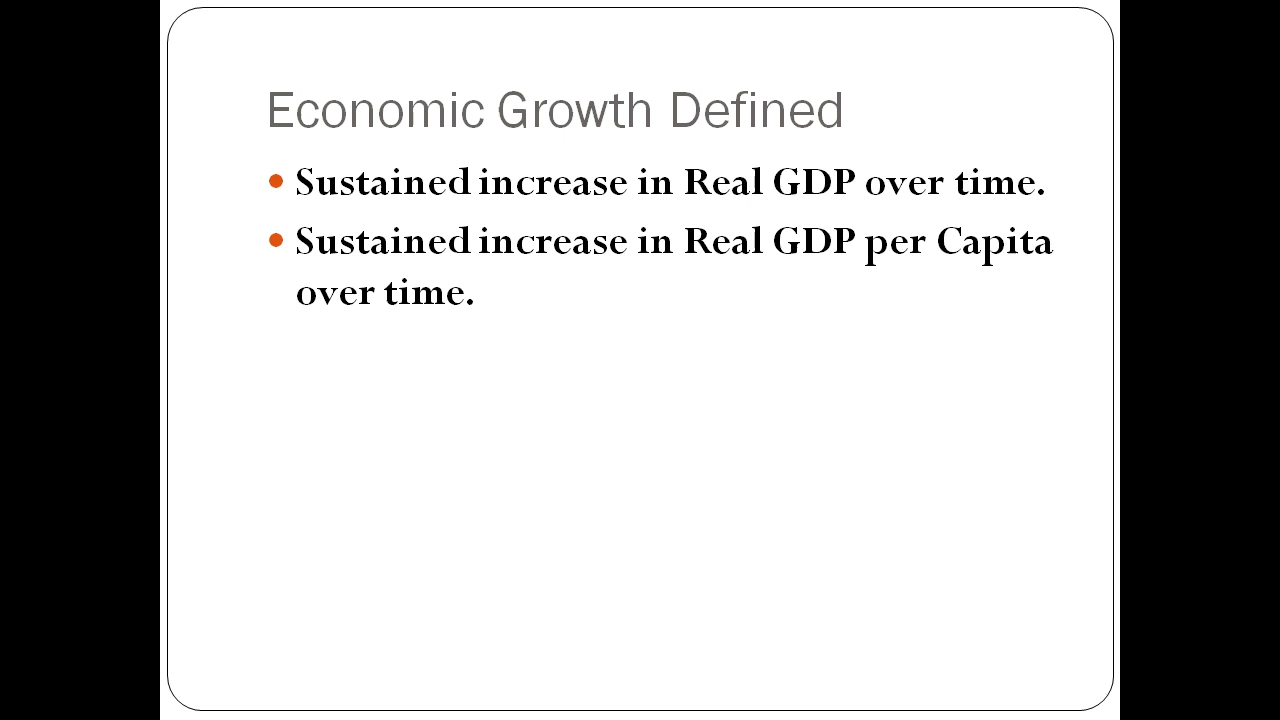 Economic Growth Defined
Sustained increase in Real GDP over time.
Sustained increase in Real GDP per Capita
over time.